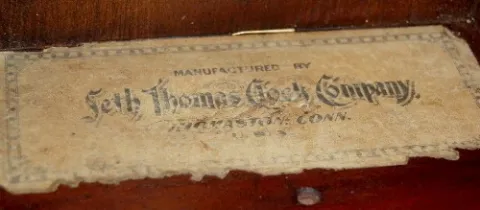 MANUFACTURED BY
Seth Thomas Clock Company,
THOMASTON, CONN.
U.S.A.